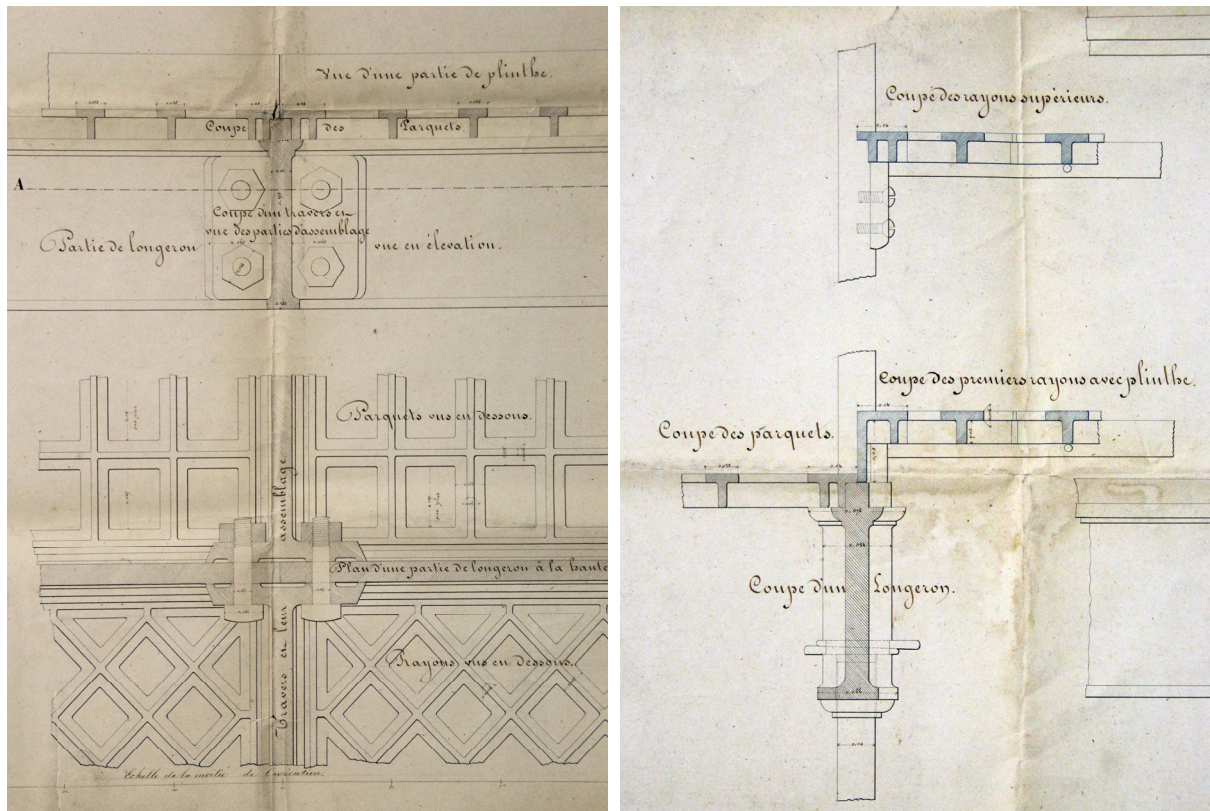 Vue d'une partie de plinthe.
Coupe des Parquets
A
Coupe d'un travers en
vue des parties d'assemblage
Partie de longeron vue en élévation.
Parquets vus en dessous.
Travers en leur assemblage
Plan d'une partie de longeron à la haute
Rayons vus en dessous.
Echelle de la moitié de l'exécution.
Coupe des rayons supérieurs.
Coupe des premiers rayons avec plinthe.
Coupe des parquets.
Coupe d'un Longeron.